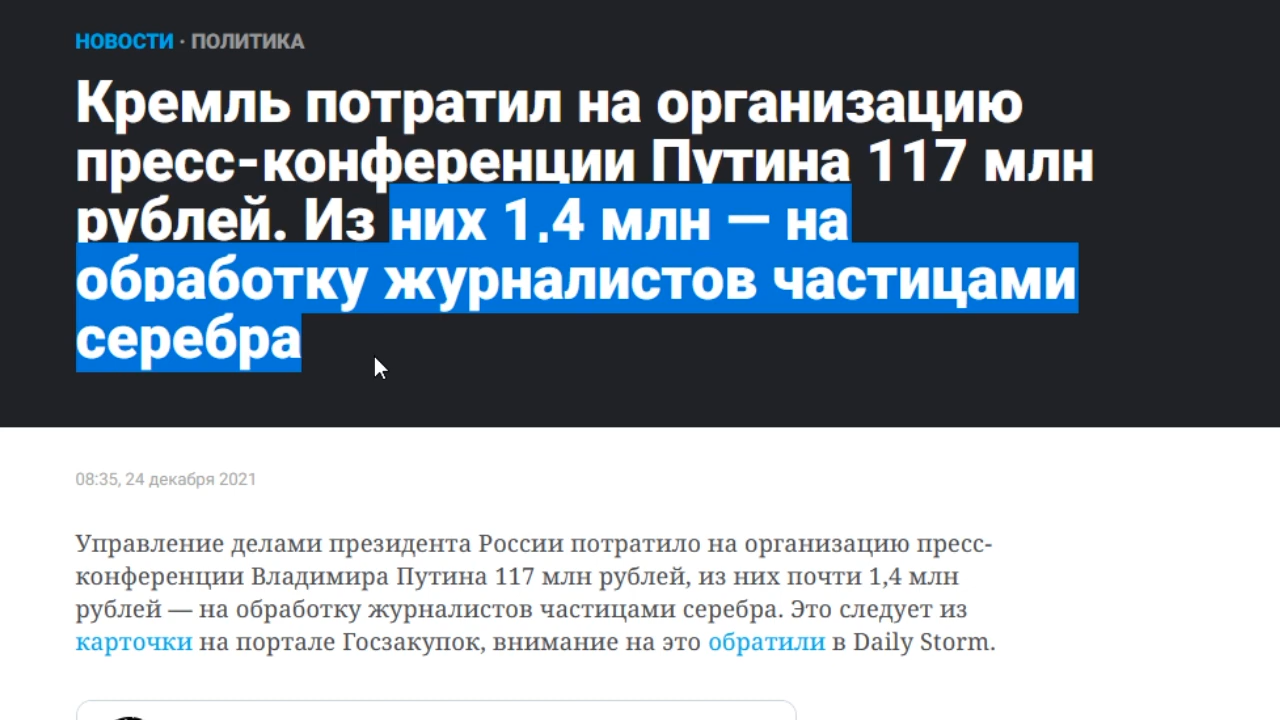 НОВОСТИ · ПОЛИТИКА
Кремль потратил на организацию
пресс-конференции Путина 117 млн
рублей. Из них 1,4 млн — на
обработку журналистов частицами
серебра
08:35, 24 декабря 2021
Управление делами президента России потратило на организацию пресс-
конференции Владимира Путина 117 млн рублей, из них почти 1,4 млн
рублей — на обработку журналистов частицами серебра. Это следует из
карточки на портале Госзакупок, внимание на это обратили в Daily Storm.